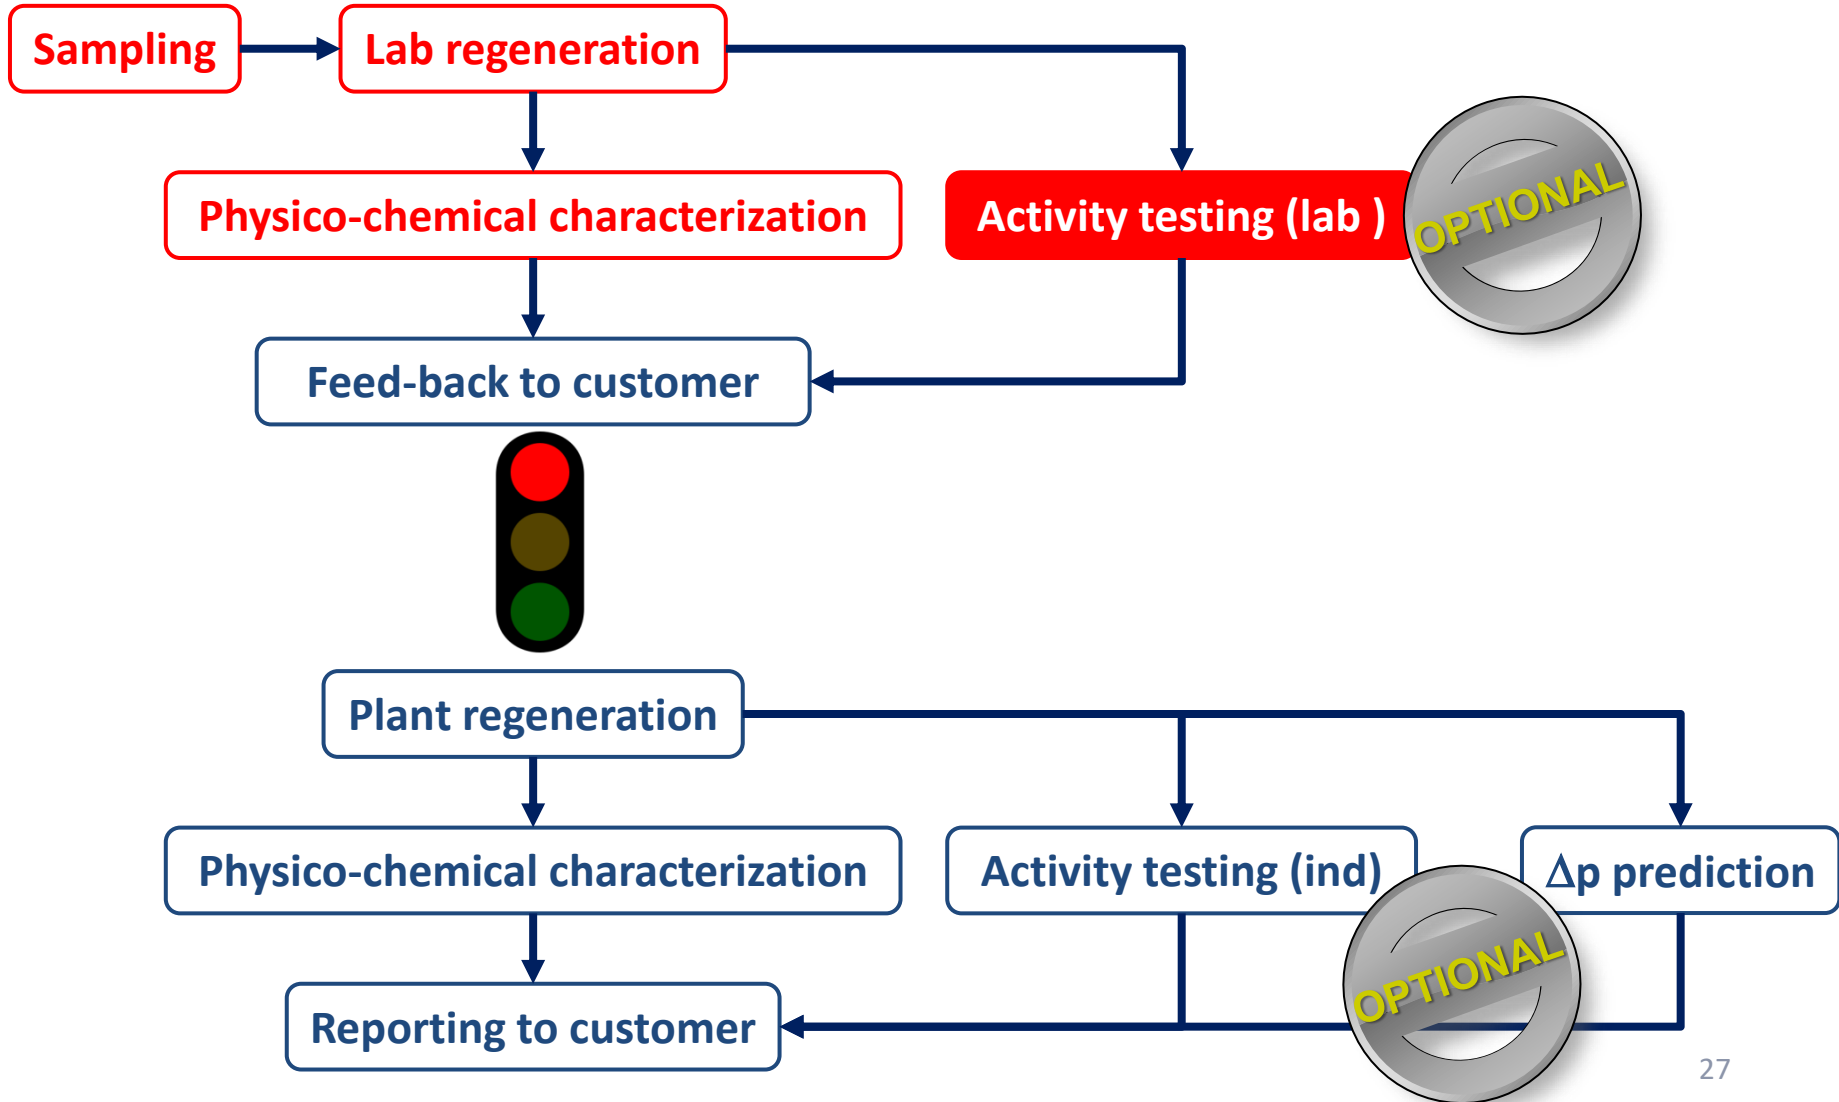 Sampling
Lab regeneration
Physico-chemical characterization
Activity testing (lab )
OPTIONAL
Feed-back to customer
Plant regeneration
Physico-chemical characterization
Activity testing (ind)
Δp prediction
OPTIONAL
Reporting to customer
27